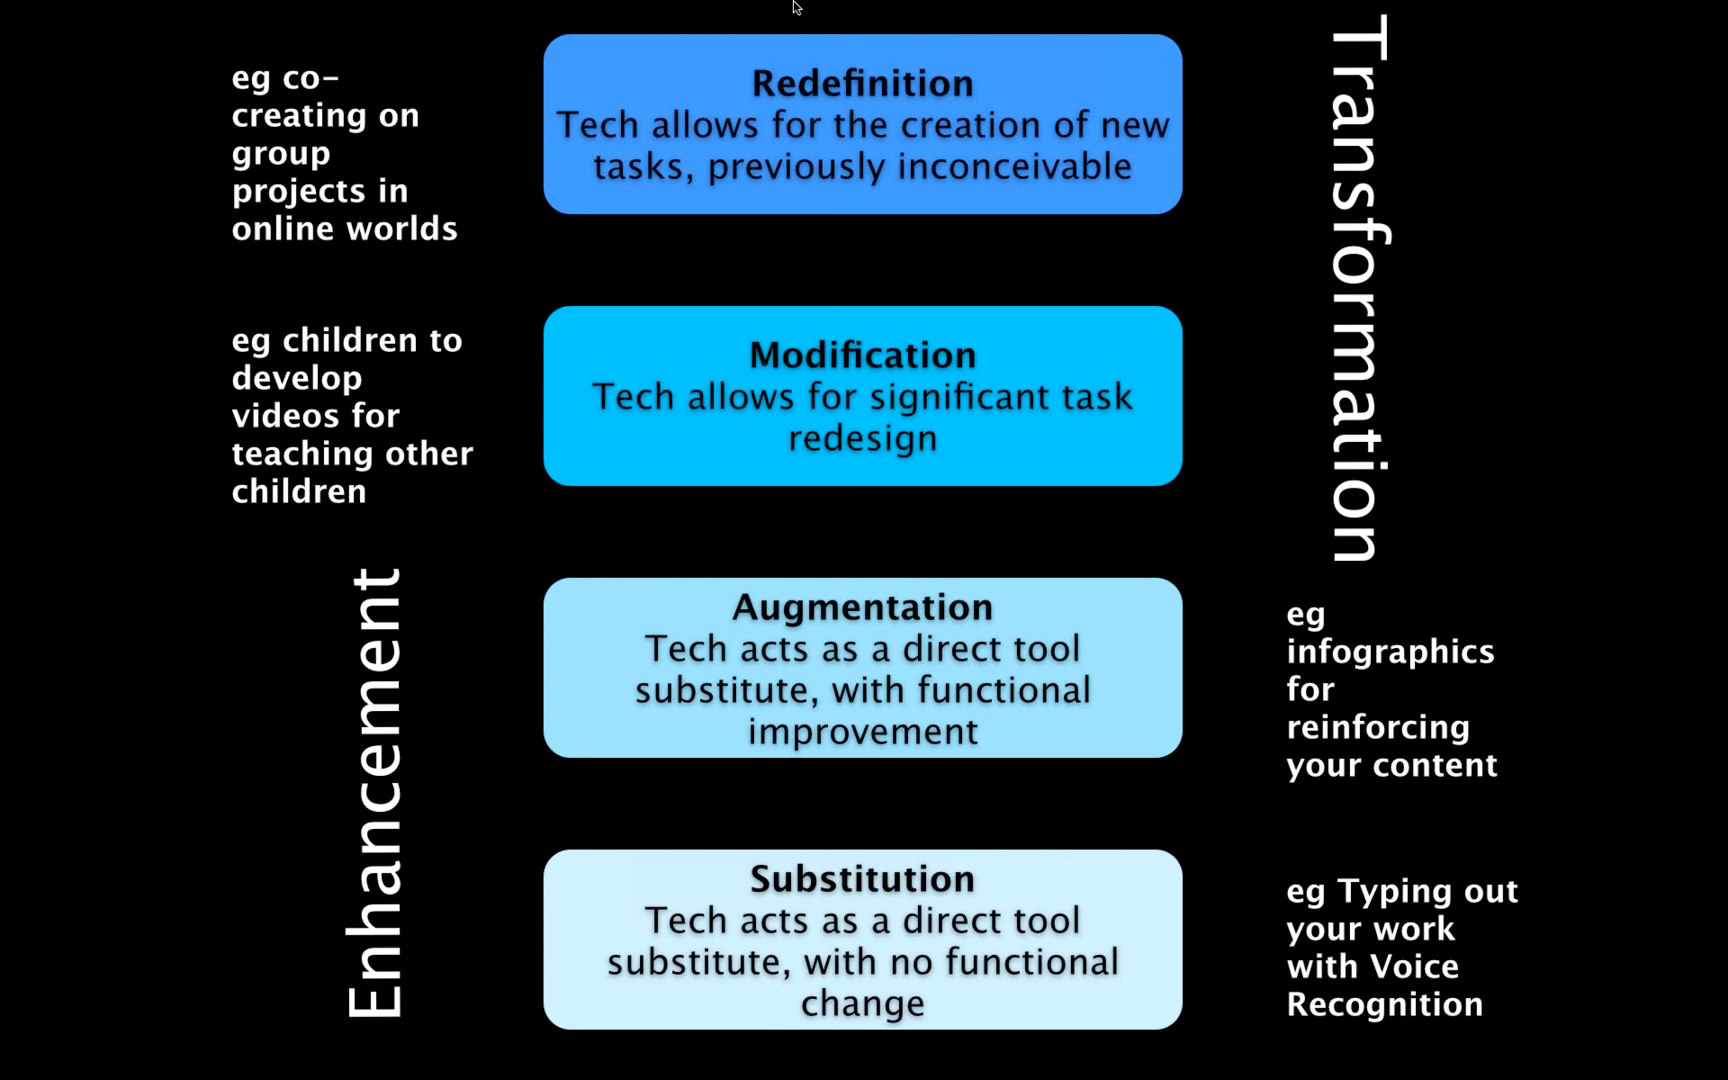 eg co-
creating on
group
projects in
online worlds
Redefinition
Tech allows for the creation of new
tasks, previously inconceivable
Transformation
eg children to
develop
videos for
teaching other
children
Modification
Tech allows for significant task
redesign
Enhancement
Augmentation
Tech acts as a direct tool
substitute, with functional
improvement
eg
infographics
for
reinforcing
your content
Substitution
Tech acts as a direct tool
substitute, with no functional
change
eg Typing out
your work
with Voice
Recognition